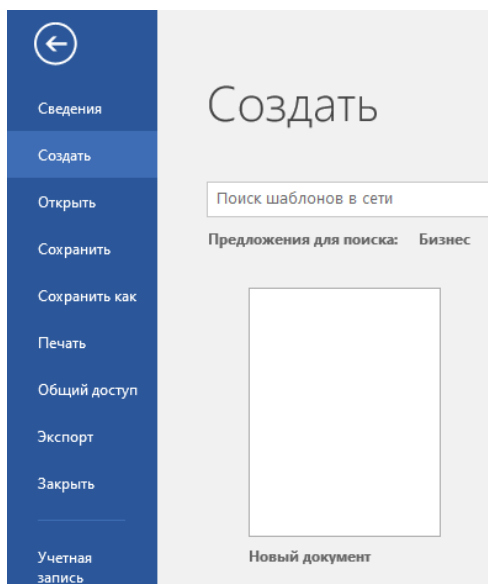 Сведения
Создать
Открыть
Сохранить
Сохранить как
Печать
Общий доступ
Экспорт
Закрыть
Учетная
запись
Создать
Поиск шаблонов в сети
Предложения для поиска: Бизнес
Новый документ